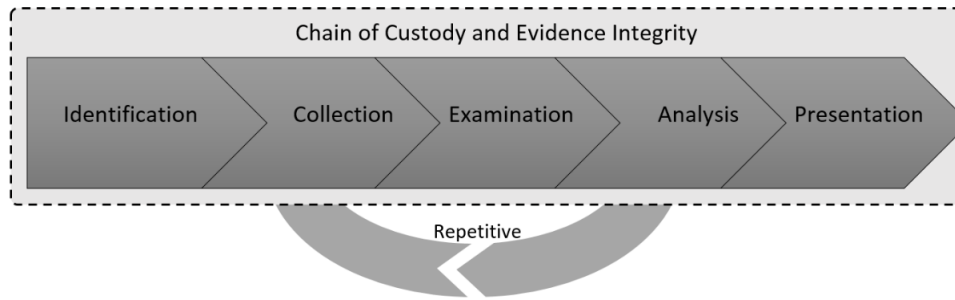 Chain of Custody and Evidence Integrity
Identification
Collection
Examination
Analysis
Presentation
Repetitive